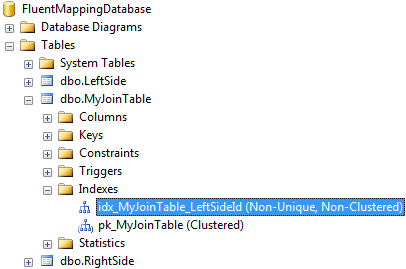 FluentMappingDatabase
Database Diagrams
Tables
System Tables
dbo.LeftSide
dbo.MyJoinTable
Columns
Keys
Constraints
Triggers
Indexes
idx_MyJoinTable_LeftSideId (Non-Unique, Non-Clustered)
pk_MyJoinTable (Clustered)
Statistics
dbo.RightSide